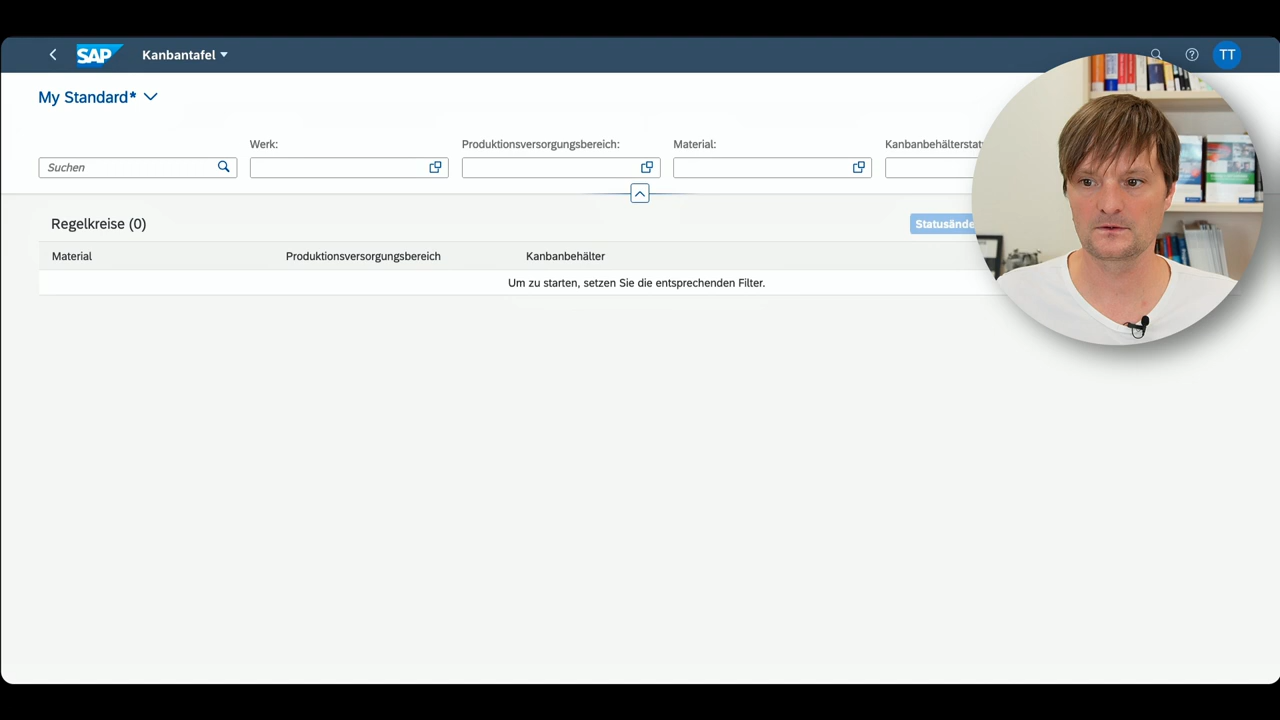 SAP
Kanbantafel
TT
My Standard*
Werk:
Produktionsversorgungsbereich:
Material:
Suchen
Regelkreise (0)
Material
Produktionsversorgungsbereich
Kanbanbehälter
Um zu starten, setzen Sie die entsprechenden Filter.